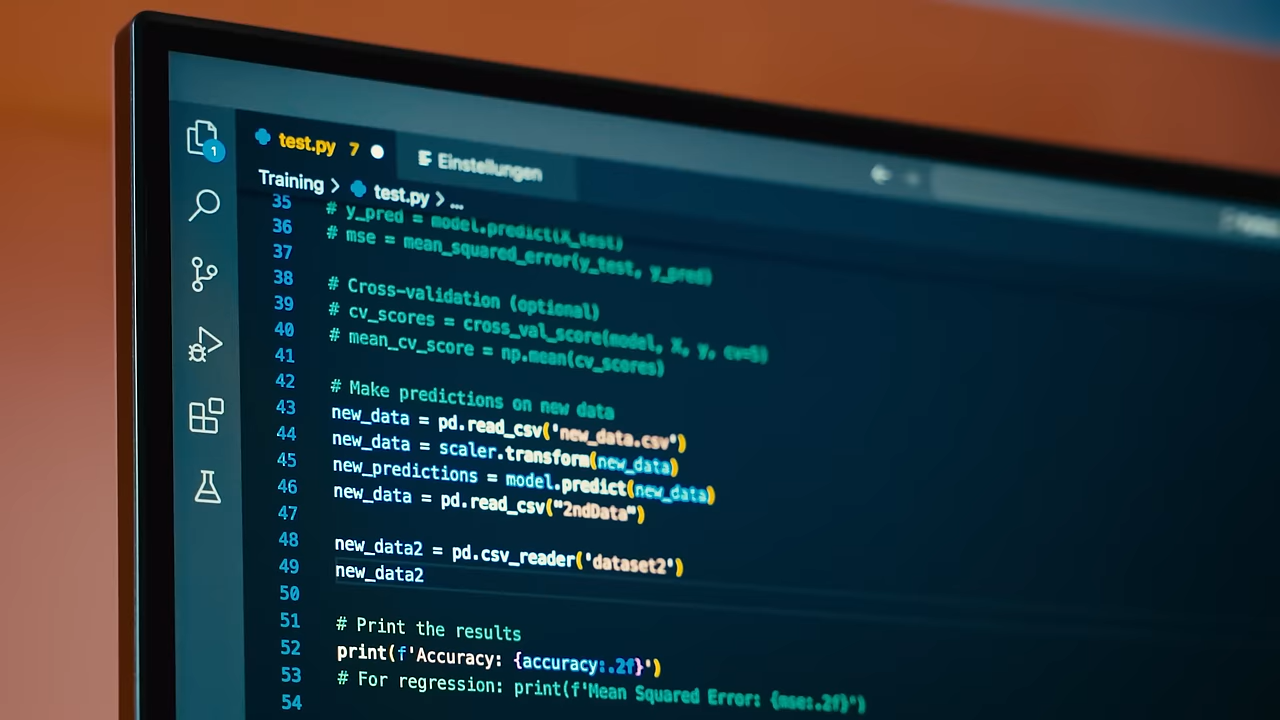 1
test.py 7
Einstellungen
Training > test.py > ...
35 # y_pred = model.predict(X_test)
36 # mse = mean_squared_error(y_test, y_pred)
37
38 # Cross-validation (optional)
39 # cv_scores = cross_val_score(model, X, y, cv=5)
40 # mean_cv_score = np.mean(cv_scores)
41
42 # Make predictions on new data
43 new_data = pd.read_csv('new_data.csv')
44 new_data = scaler.transform(new_data)
45 new_predictions = model.predict(new_data)
46 new_data = pd.read_csv("2ndData")
47
48 new_data2 = pd.csv_reader('dataset2')
49 new_data2
50
51 # Print the results
52 print(f'Accuracy: {accuracy:.2f}')
53 # For regression: print(f'Mean Squared Error: {mse:.2f}')
54